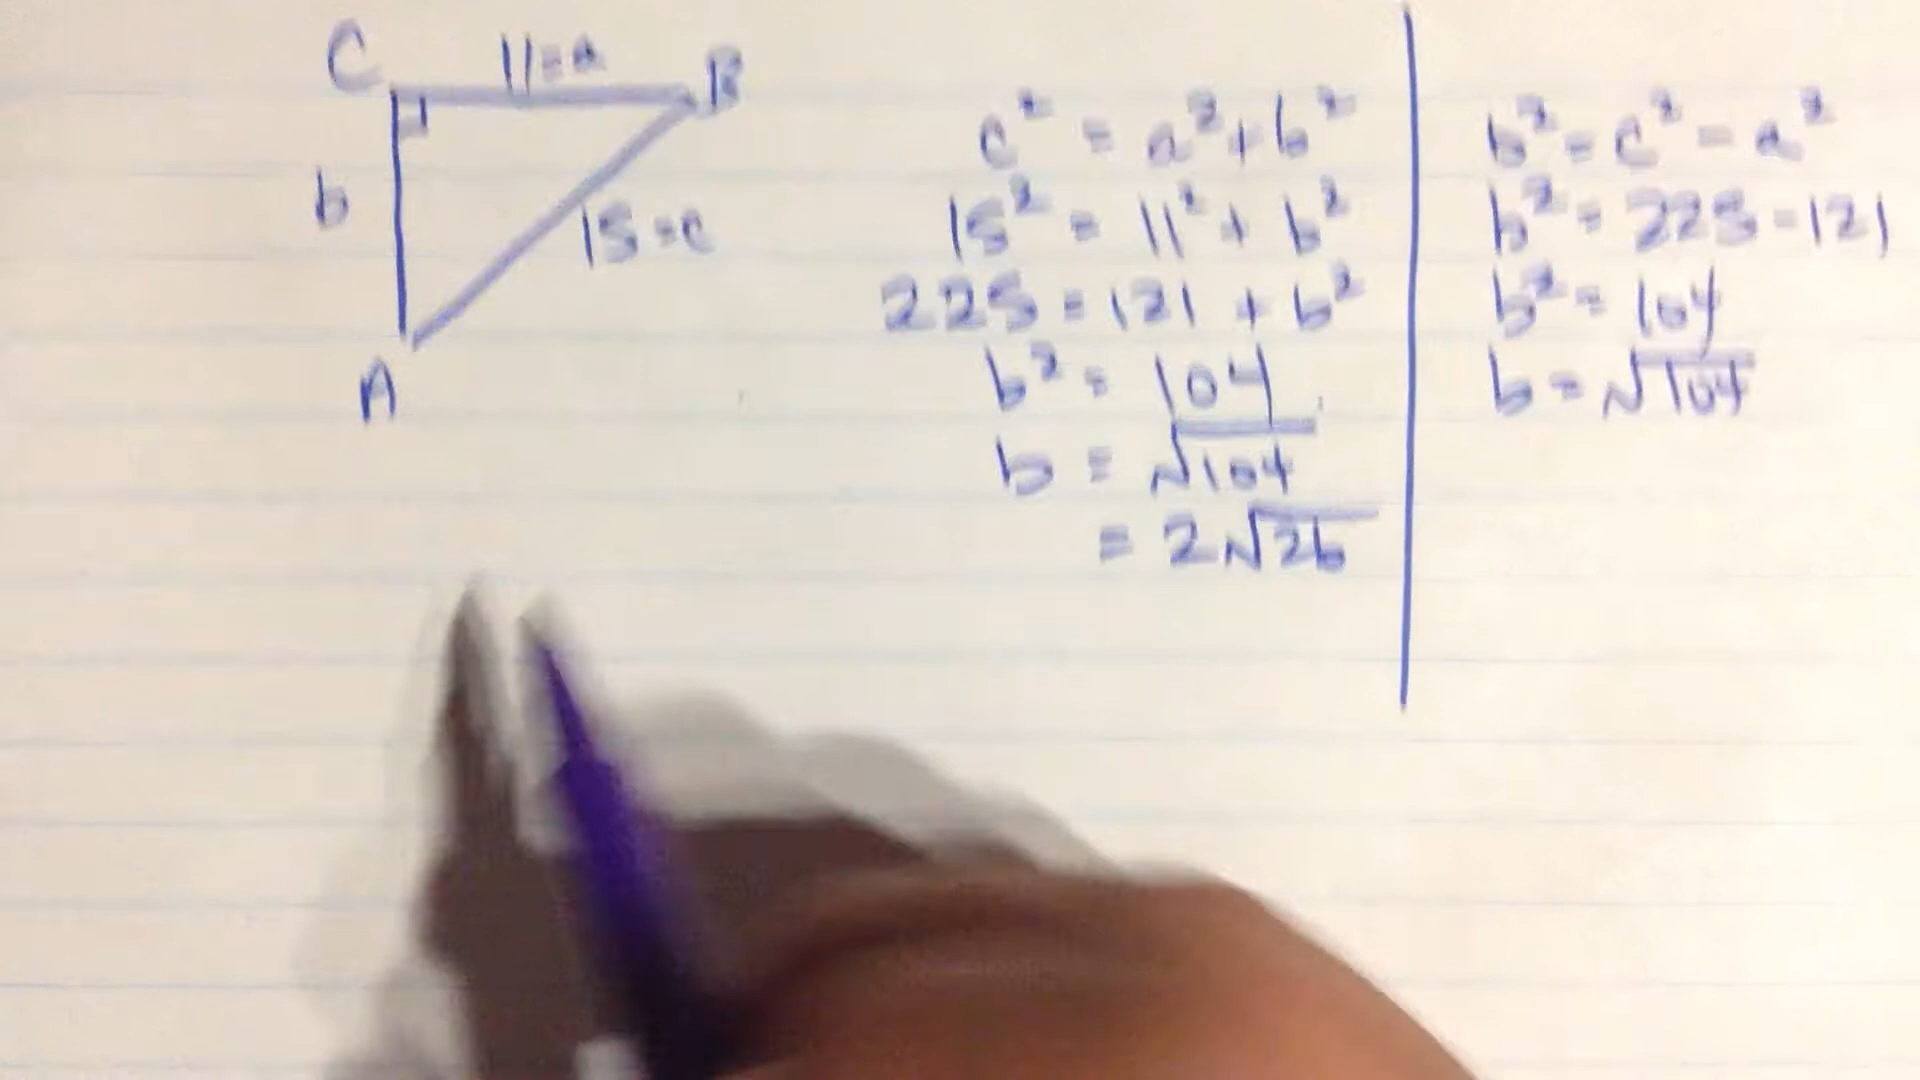 C 11=a B
b
15=c
A
c² = a²+b²
15² = 11² + b²
225 = 121 + b²
b² = 104
b = √104
= 2√26
b² = c² - a²
b² = 225 - 121
b² = 104
b = √104